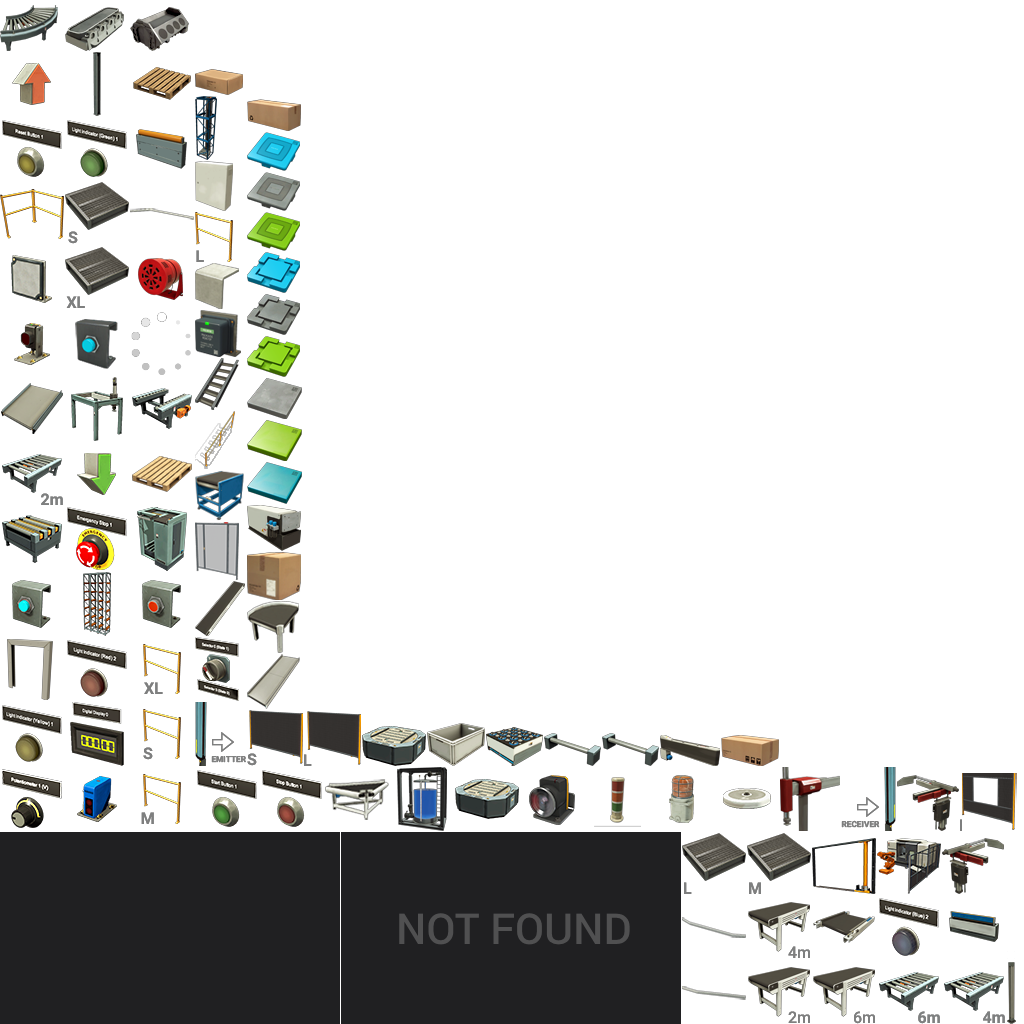 Reset Button 1
Light Indicator (Green) 1
S
L
XL
2m
Emergency Stop 1
EMERGENCY
Light Indicator (Red) 2
XL
Light Indicator (Yellow) 1
Digital Display 0
S
EMITTER
S
L
Potentiometer 1 (V)
M
Start Button 1
Stop Button 1
RECEIVER
L
M
NOT FOUND
4m
Light Indicator (Blue) 2
2m
6m
6m
4m